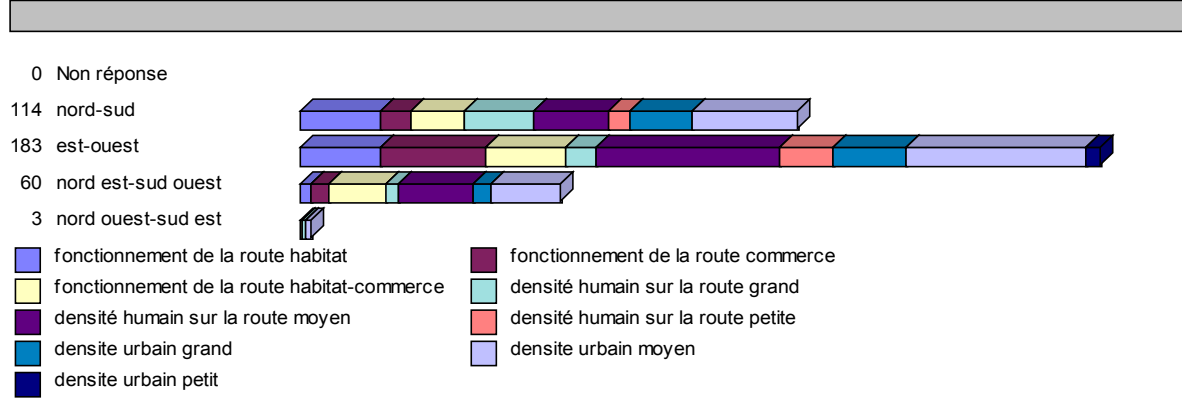 0 Non réponse
114 nord-sud
183 est-ouest
60 nord est-sud ouest
3 nord ouest-sud est
fonctionnement de la route habitat
fonctionnement de la route commerce
fonctionnement de la route habitat-commerce
densité humain sur la route grand
densité humain sur la route moyen
densité humain sur la route petite
densite urbain grand
densite urbain moyen
densite urbain petit